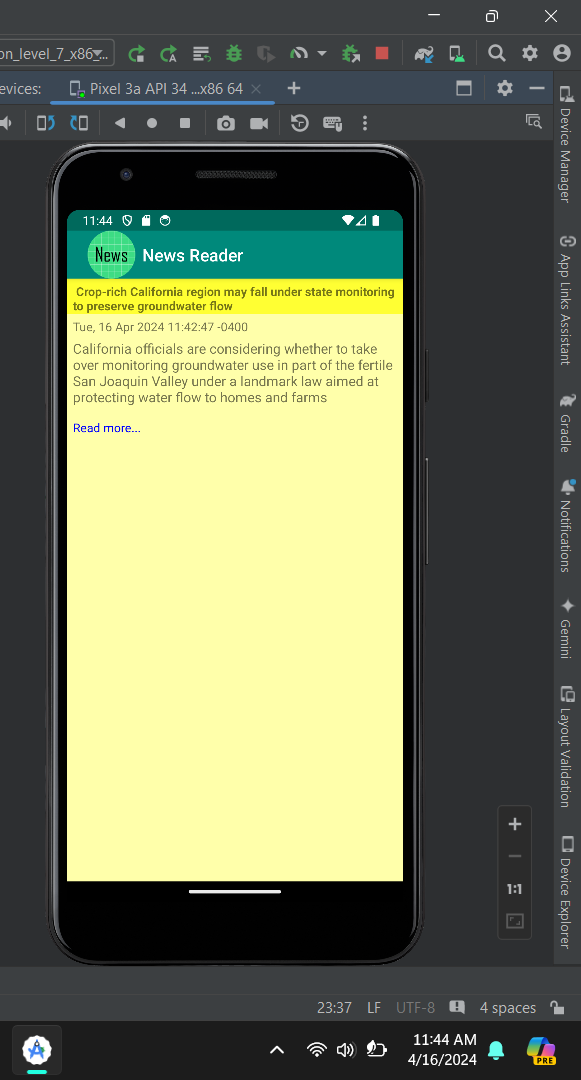 on_level_7_x86_...
evices:
Pixel 3a API 34 ...x86 64
11:44
News
News Reader
Crop-rich California region may fall under state monitoring
to preserve groundwater flow
Tue, 16 Apr 2024 11:42:47 -0400
California officials are considering whether to take
over monitoring groundwater use in part of the fertile
San Joaquin Valley under a landmark law aimed at
protecting water flow to homes and farms
Read more...
Device Manager
App Links Assistant
Gradle
Notifications
Gemini
Layout Validation
Device Explorer
1:1
23:37
LF
UTF-8
4 spaces
11:44 AM
4/16/2024
PRE